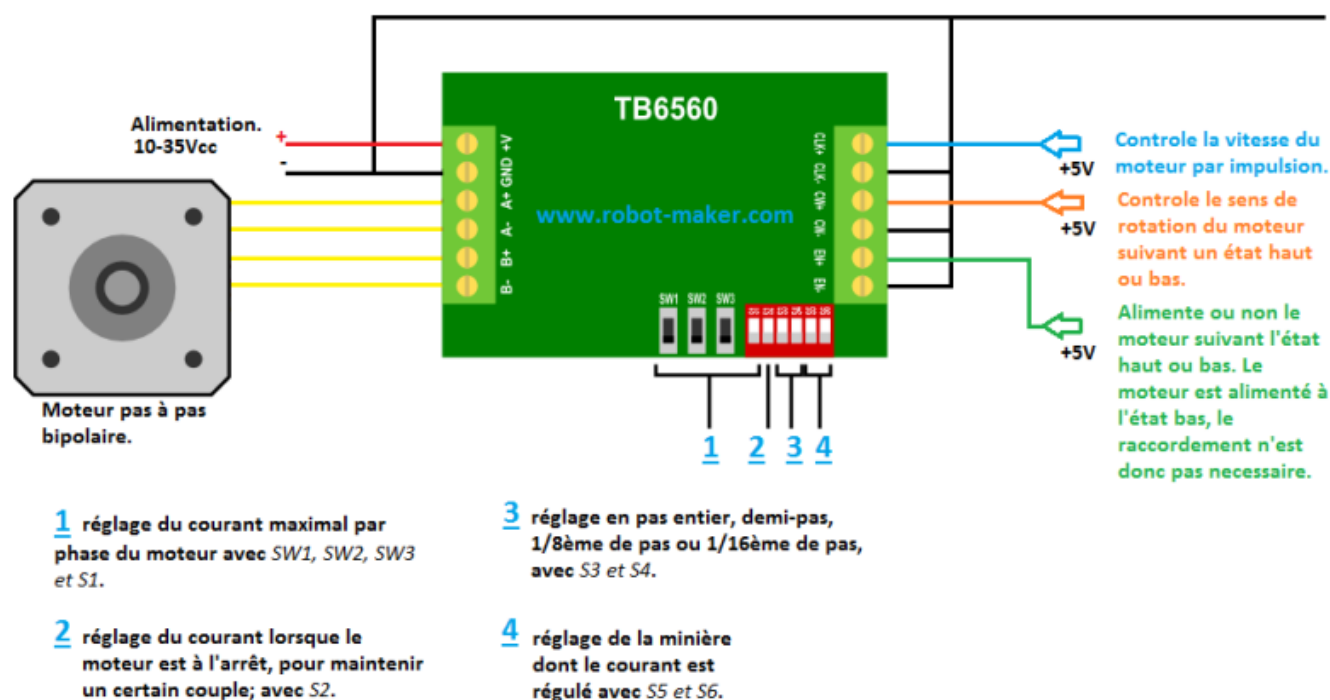 TB6560
www.robot-maker.com
Alimentation.
10-35Vcc
+
-
+V
GND
A+
A-
B+
B-
CLK+
CLK-
CW+
CW-
EN+
EN-
SW1 SW2 SW3
Moteur pas à pas
bipolaire.
+5V
Controle la vitesse du
moteur par impulsion.
+5V
Controle le sens de
rotation du moteur
suivant un état haut
ou bas.
+5V
Alimente ou non le
moteur suivant l'état
haut ou bas. Le
moteur est alimenté à
l'état bas, le
raccordement n'est
donc pas necessaire.
1 2 3 4
1 réglage du courant maximal par
phase du moteur avec SW1, SW2, SW3
et S1.
2 réglage du courant lorsque le
moteur est à l'arrêt, pour maintenir
un certain couple; avec S2.
3 réglage en pas entier, demi-pas,
1/8ème de pas ou 1/16ème de pas,
avec S3 et S4.
4 réglage de la minière
dont le courant est
régulé avec S5 et S6.